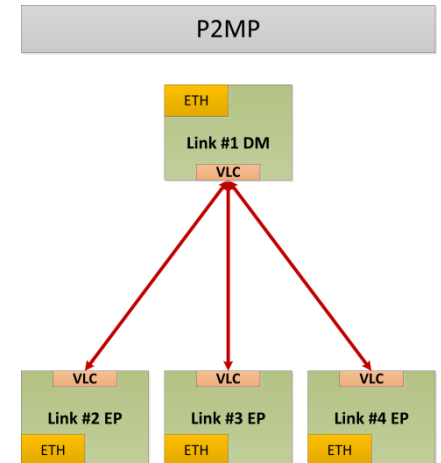 P2MP
ETH
Link #1 DM
VLC
VLC
VLC
VLC
Link #2 EP
Link #3 EP
Link #4 EP
ETH
ETH
ETH